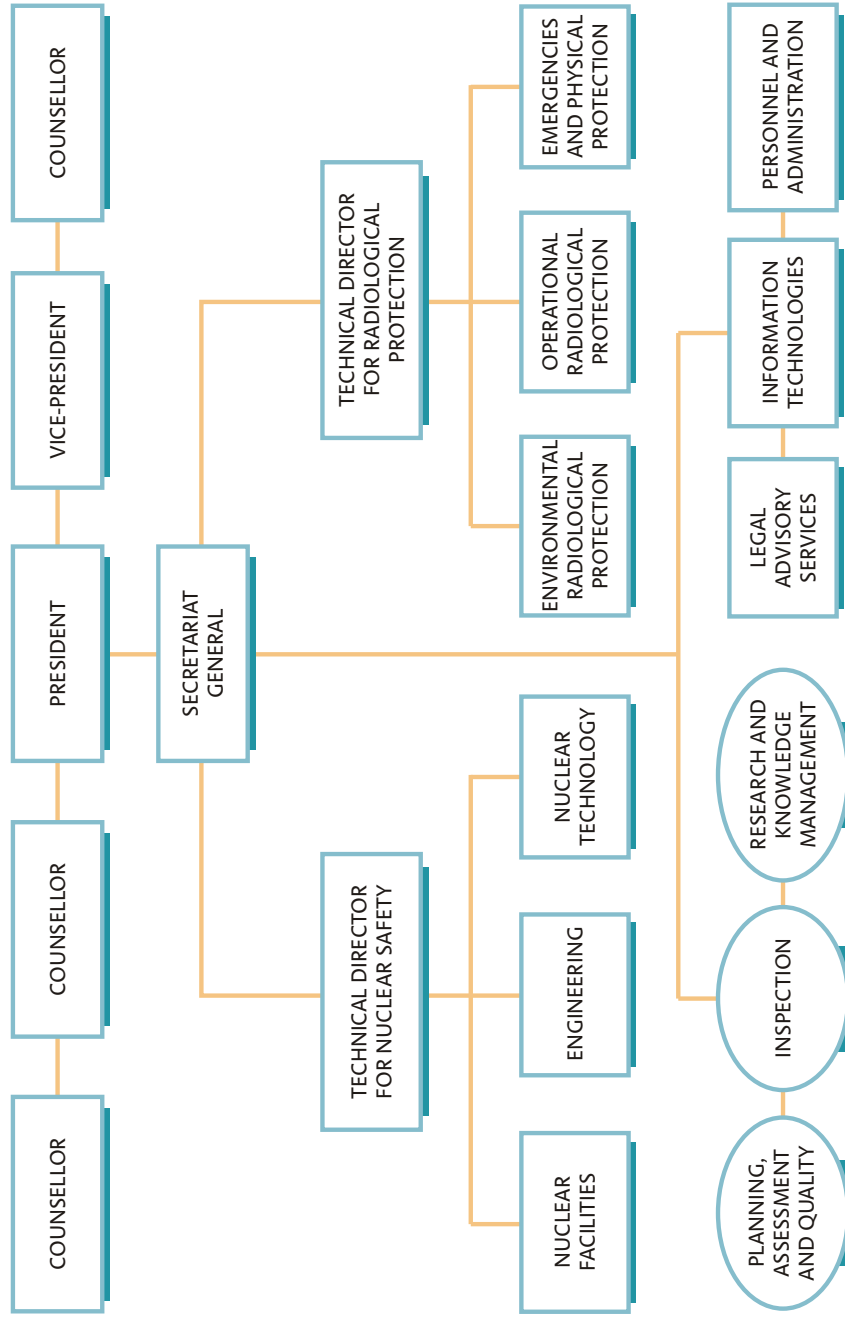 COUNSELLOR
COUNSELLOR
PRESIDENT
VICE-PRESIDENT
COUNSELLOR
SECRETARIAT
GENERAL
TECHNICAL DIRECTOR
FOR NUCLEAR SAFETY
TECHNICAL DIRECTOR
FOR RADIOLOGICAL
PROTECTION
NUCLEAR
FACILITIES
ENGINEERING
NUCLEAR
TECHNOLOGY
ENVIRONMENTAL
RADIOLOGICAL
PROTECTION
OPERATIONAL
RADIOLOGICAL
PROTECTION
EMERGENCIES
AND PHYSICAL
PROTECTION
PLANNING,
ASSESSMENT
AND QUALITY
INSPECTION
RESEARCH AND
KNOWLEDGE
MANAGEMENT
LEGAL
ADVISORY
SERVICES
INFORMATION
TECHNOLOGIES
PERSONNEL AND
ADMINISTRATION